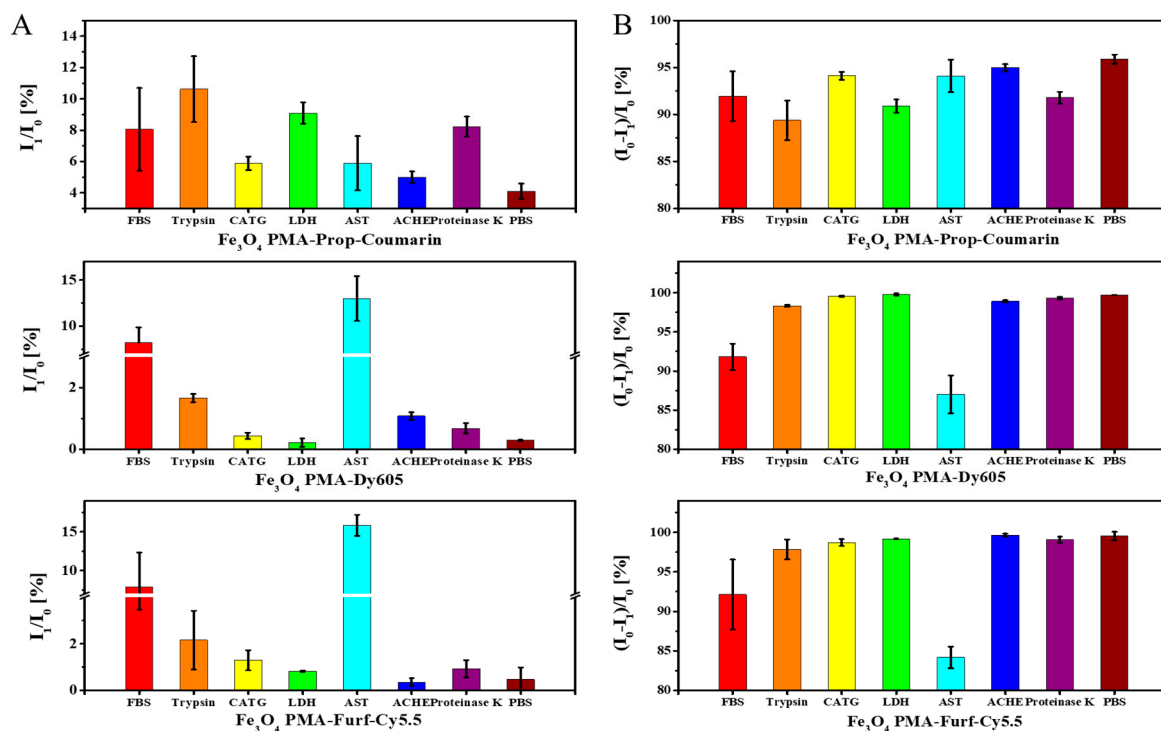 A
I₁/I₀ [%]
14
12
10
8
6
4
FBS Trypsin CATG LDH AST ACHE Proteinase K PBS
Fe₃O₄ PMA-Prop-Coumarin
I₁/I₀ [%]
15
10
2
0
FBS Trypsin CATG LDH AST ACHE Proteinase K PBS
Fe₃O₄ PMA-Dy605
I₁/I₀ [%]
15
10
2
0
FBS Trypsin CATG LDH AST ACHE Proteinase K PBS
Fe₃O₄ PMA-Furf-Cy5.5
B
(I₀-I₁)/I₀ [%]
100
95
90
85
80
FBS Trypsin CATG LDH AST ACHE Proteinase K PBS
Fe₃O₄ PMA-Prop-Coumarin
(I₀-I₁)/I₀ [%]
100
95
90
85
80
FBS Trypsin CATG LDH AST ACHE Proteinase K PBS
Fe₃O₄ PMA-Dy605
(I₀-I₁)/I₀ [%]
100
95
90
85
80
FBS Trypsin CATG LDH AST ACHE Proteinase K PBS
Fe₃O₄ PMA-Furf-Cy5.5